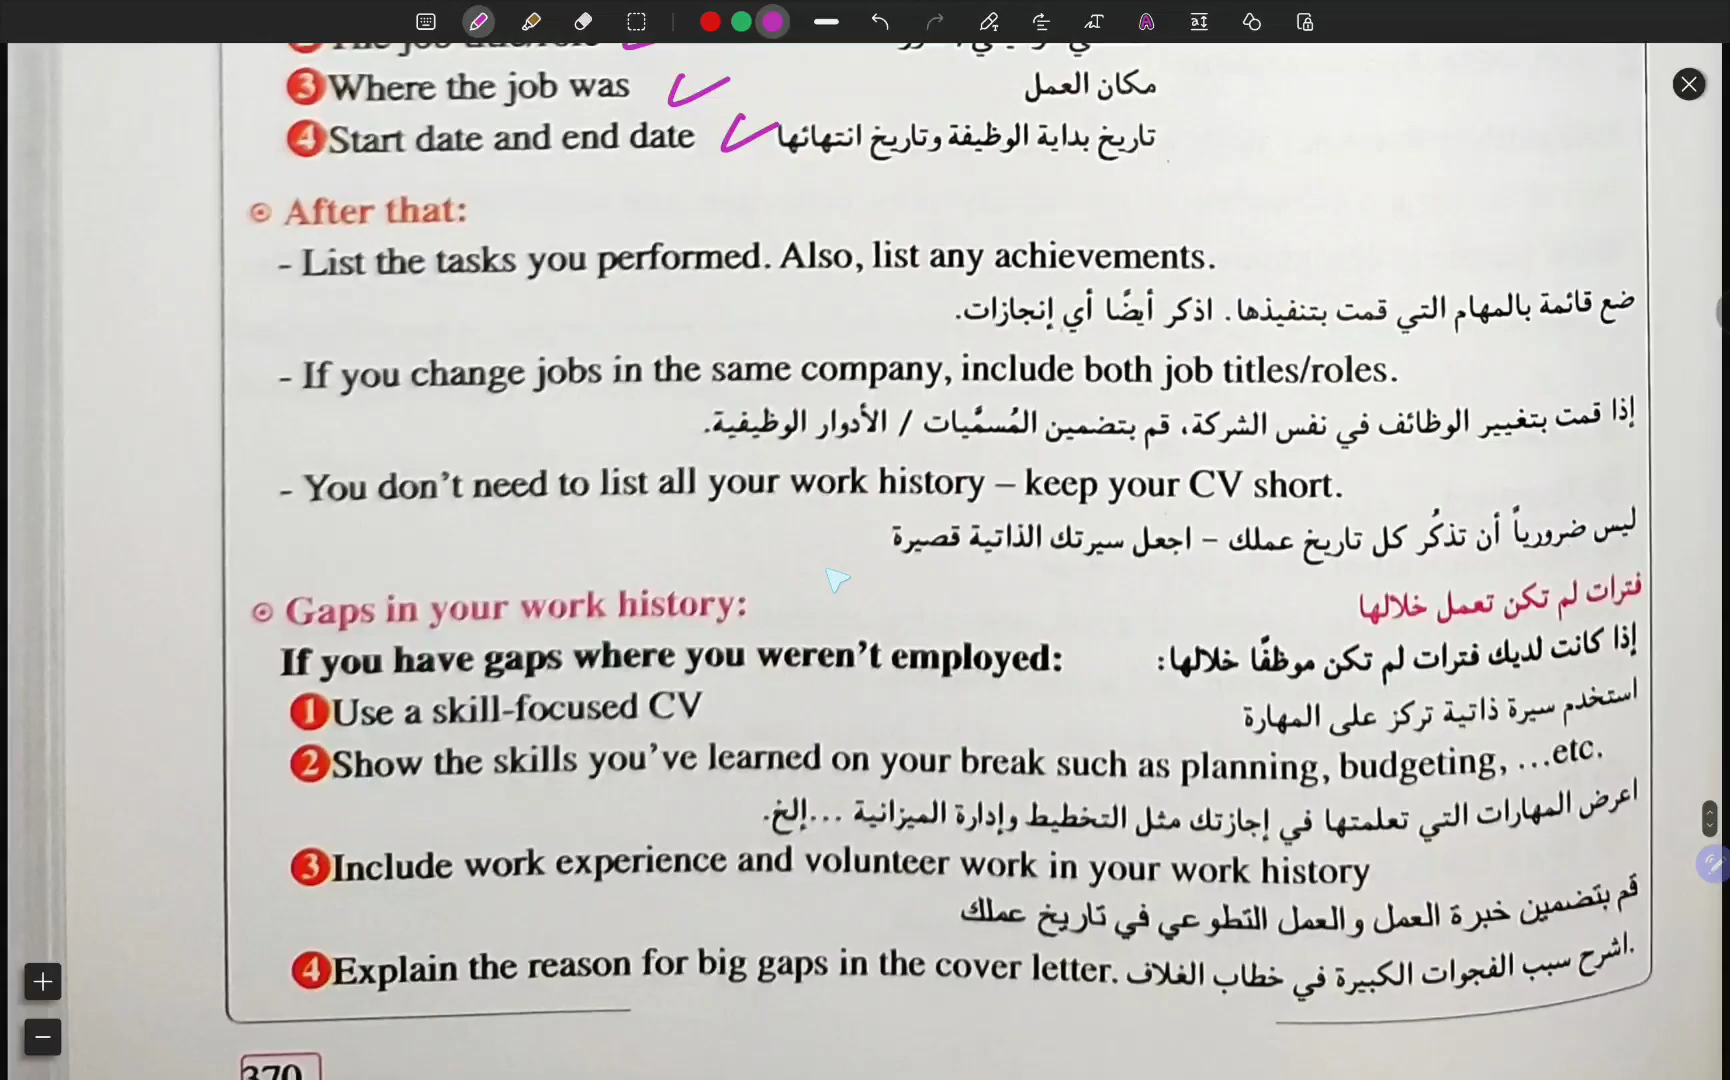 The job title/role
3 Where the job was مكان العمل
4 Start date and end date تاريخ بداية الوظيفة وتاريخ انتهائها
After that:
- List the tasks you performed. Also, list any achievements.
ضع قائمة بالمهام التي قمت بتنفيذها. اذكر أيضًا أي إنجازات.
- If you change jobs in the same company, include both job titles/roles.
إذا قمت بتغيير الوظائف في نفس الشركة، قم بتضمين المُسمَّيات / الأدوار الوظيفية.
- You don't need to list all your work history – keep your CV short.
ليس ضرورياً أن تذكُر كل تاريخ عملك – اجعل سيرتك الذاتية قصيرة
Gaps in your work history: فترات لم تكن تعمل خلالها
If you have gaps where you weren't employed: إذا كانت لديك فترات لم تكن موظفًا خلالها:
1 Use a skill-focused CV استخدم سيرة ذاتية تركز على المهارة
2 Show the skills you've learned on your break such as planning, budgeting, ...etc.
اعرض المهارات التي تعلمتها في إجازتك مثل التخطيط وإدارة الميزانية ...إلخ.
3 Include work experience and volunteer work in your work history
قم بتضمين خبرة العمل والعمل التطوعي في تاريخ عملك
4 Explain the reason for big gaps in the cover letter. اشرح سبب الفجوات الكبيرة في خطاب الغلاف.
370